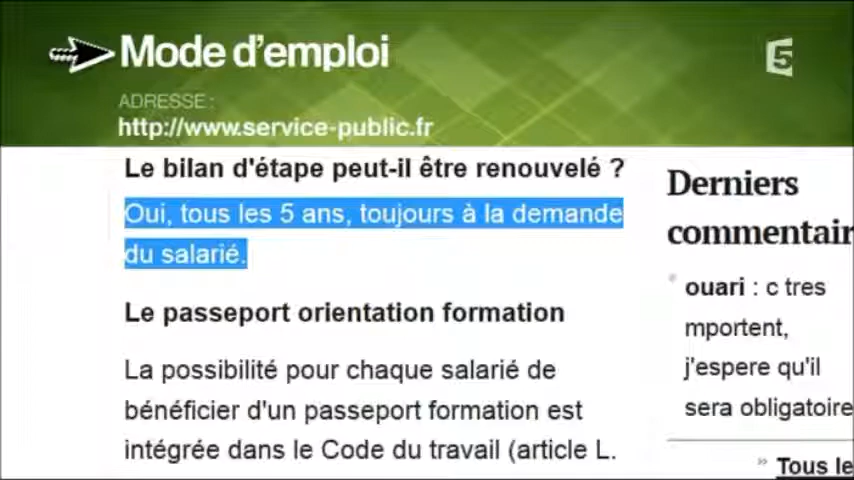 Mode d'emploi
5
ADRESSE :
http://www.service-public.fr
Le bilan d'étape peut-il être renouvelé ?
Oui, tous les 5 ans, toujours à la demande
du salarié.
Le passeport orientation formation
La possibilité pour chaque salarié de
bénéficier d'un passeport formation est
intégrée dans le Code du travail (article L.
Derniers
commentair
ouari : c tres
mportent,
j'espere qu'il
sera obligatoire
» Tous le